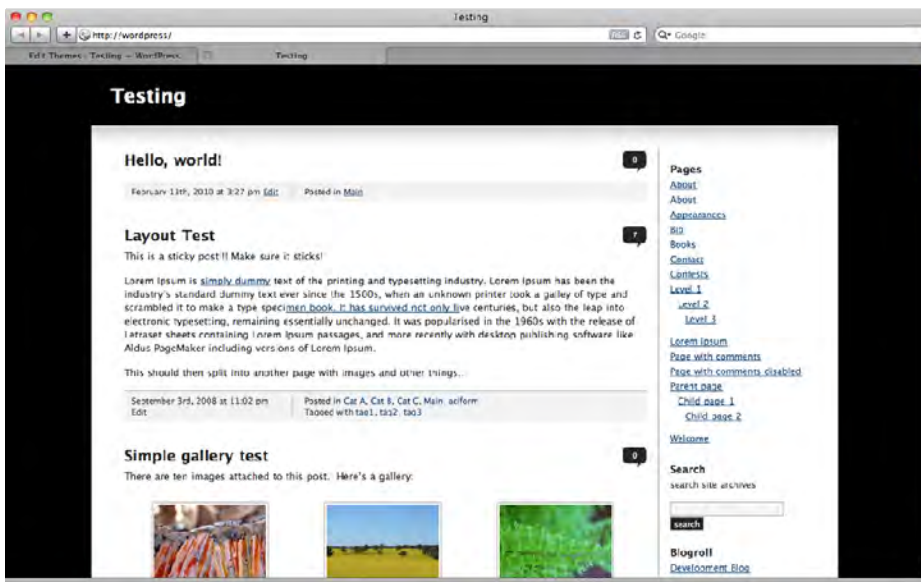 Testing
http://wordpress/
RSS
Google
Edit Themes ‹ Testing — WordPress
Testing
Testing
Hello, world!
0
February 11th, 2010 at 3:27 pm Edit
Posted in Main
Layout Test
7
This is a sticky post!!! Make sure it sticks!
Lorem Ipsum is simply dummy text of the printing and typesetting industry. Lorem Ipsum has been the
industry's standard dummy text ever since the 1500s, when an unknown printer took a galley of type and
scrambled it to make a type specimen book. It has survived not only five centuries, but also the leap into
electronic typesetting, remaining essentially unchanged. It was popularised in the 1960s with the release of
Letraset sheets containing Lorem Ipsum passages, and more recently with desktop publishing software like
Aldus PageMaker including versions of Lorem Ipsum.
This should then split into another page with images and other things...
September 3rd, 2008 at 11:02 pm
Edit
Posted in Cat A, Cat B, Cat C, Main, aciform
Tagged with tag1, tag2, tag3
Simple gallery test
0
There are ten images attached to this post. Here's a gallery:
Pages
About
About
Appearances
Bio
Books
Contact
Contests
Level 1
Level 2
Level 3
Lorem Ipsum
Page with comments
Page with comments disabled
Parent page
Child page 1
Child page 2
Welcome
Search
search site archives
search
Blogroll
Development Blog